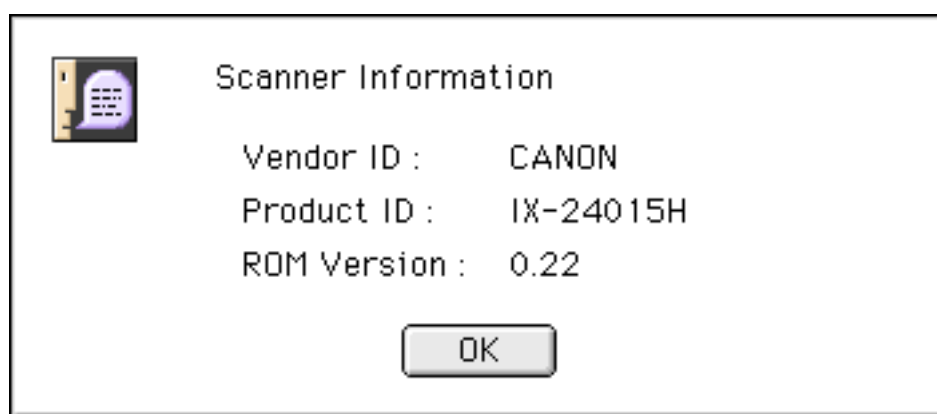 Scanner Information
Vendor ID : CANON
Product ID : IX-24015H
ROM Version : 0.22
OK